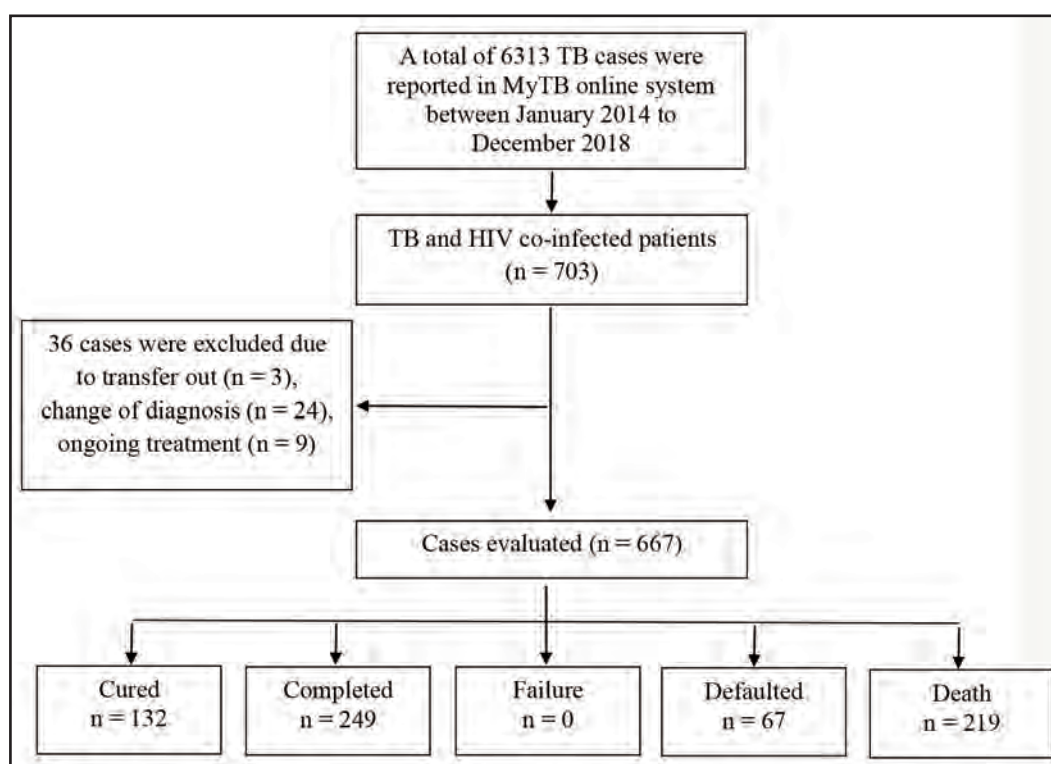 A total of 6313 TB cases were
reported in MyTB online system
between January 2014 to
December 2018
TB and HIV co-infected patients
(n = 703)
36 cases were excluded due
to transfer out (n = 3),
change of diagnosis (n = 24),
ongoing treatment (n = 9)
Cases evaluated (n = 667)
Cured
n = 132
Completed
n = 249
Failure
n = 0
Defaulted
n = 67
Death
n = 219